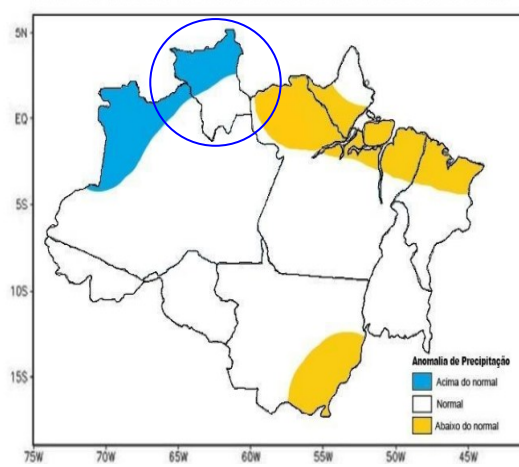 5N
EQ
5S
10S
15S
75W 70W 65W 60W 55W 50W 45W
Anomalia de Precipitação
Acima do normal
Normal
Abaixo do normal